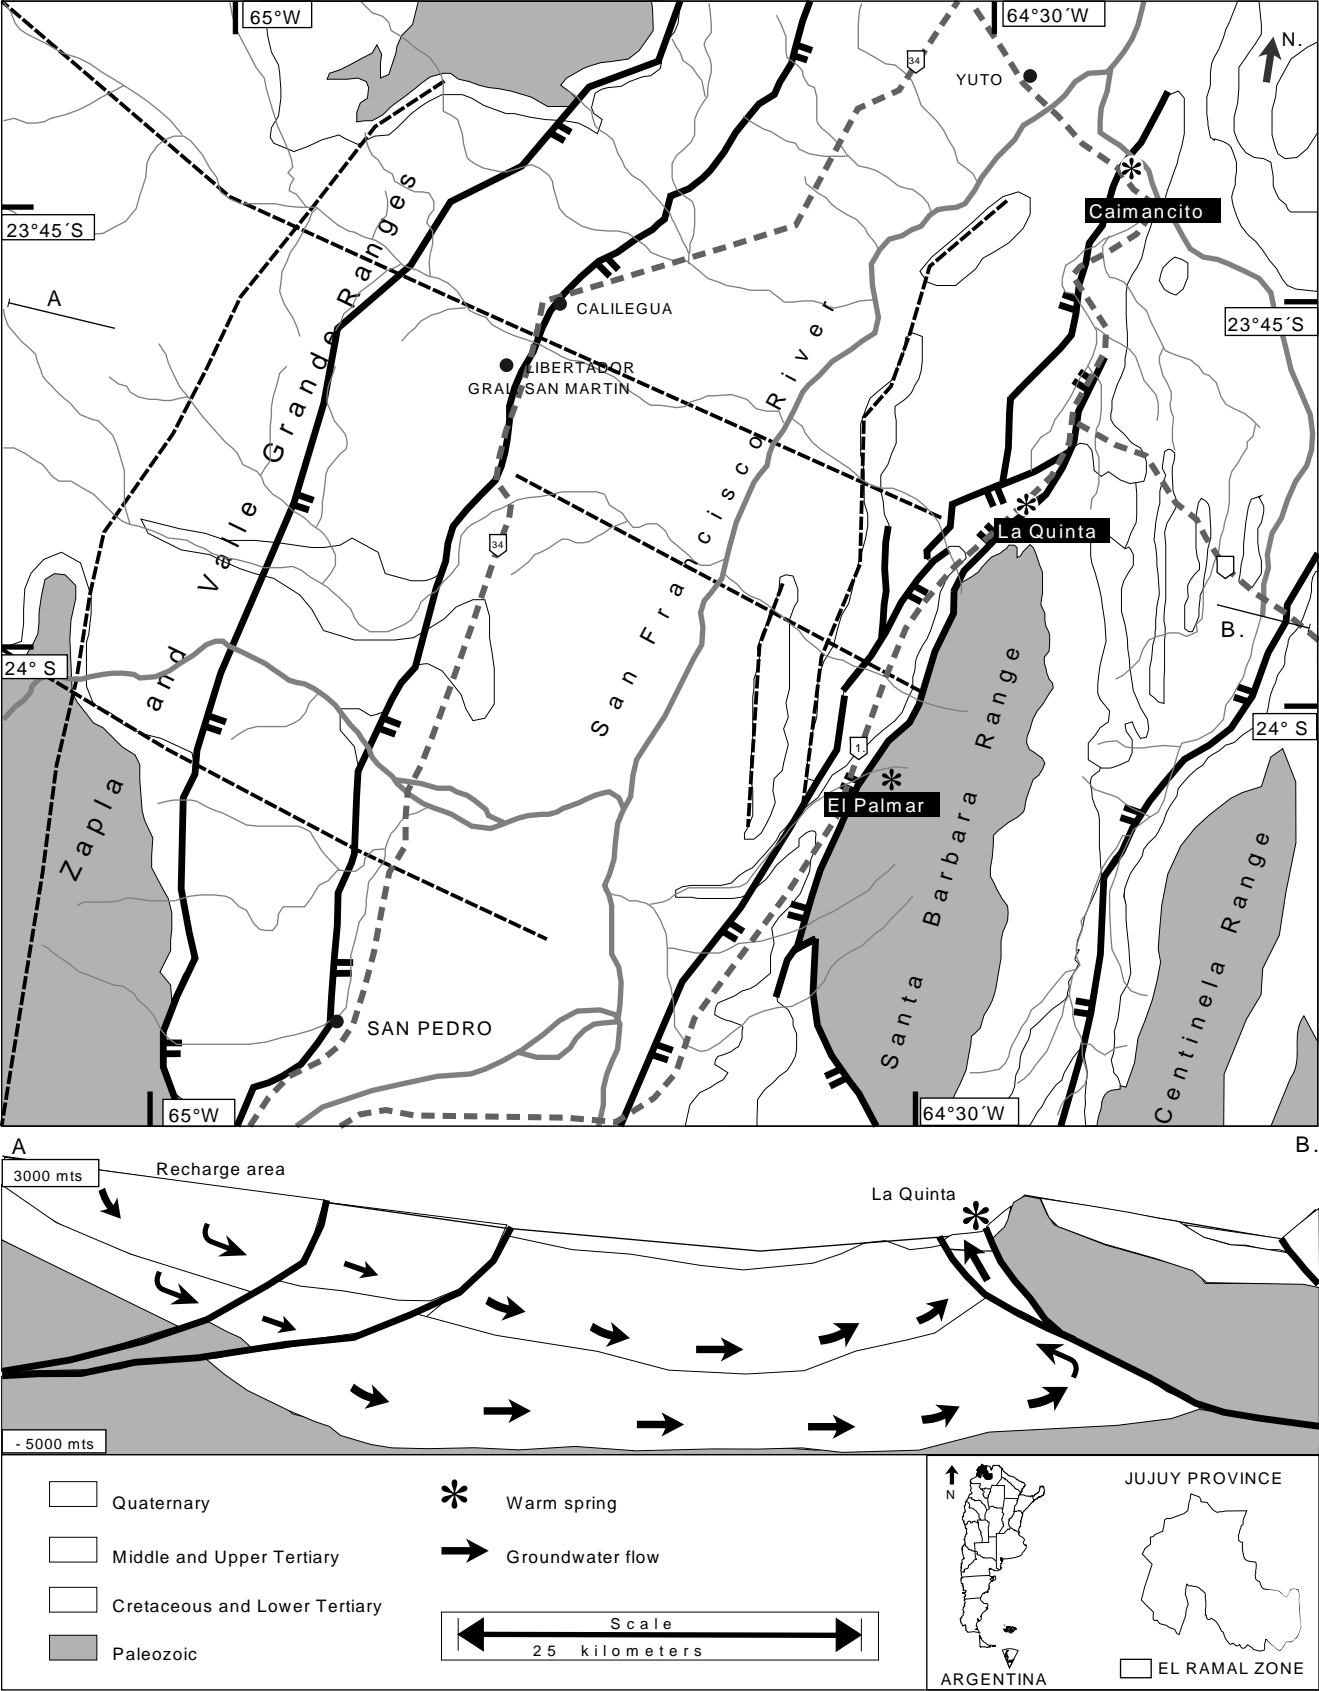 65°W
64°30´W
N.
34
YUTO
Caimancito
23°45´S
A
CALILEGUA
23°45´S
LIBERTADOR
GRAL SAN MARTIN
Zapla and Valle Grande Ranges
San Francisco River
La Quinta
34
B.
24° S
24° S
1.
El Palmar
Santa Barbara Range
Centinela Range
SAN PEDRO
65°W
64°30´W
A
B.
3000 mts
Recharge area
La Quinta
- 5000 mts
Quaternary
Middle and Upper Tertiary
Cretaceous and Lower Tertiary
Paleozoic
Warm spring
Groundwater flow
Scale
25 kilometers
N
JUJUY PROVINCE
ARGENTINA
EL RAMAL ZONE